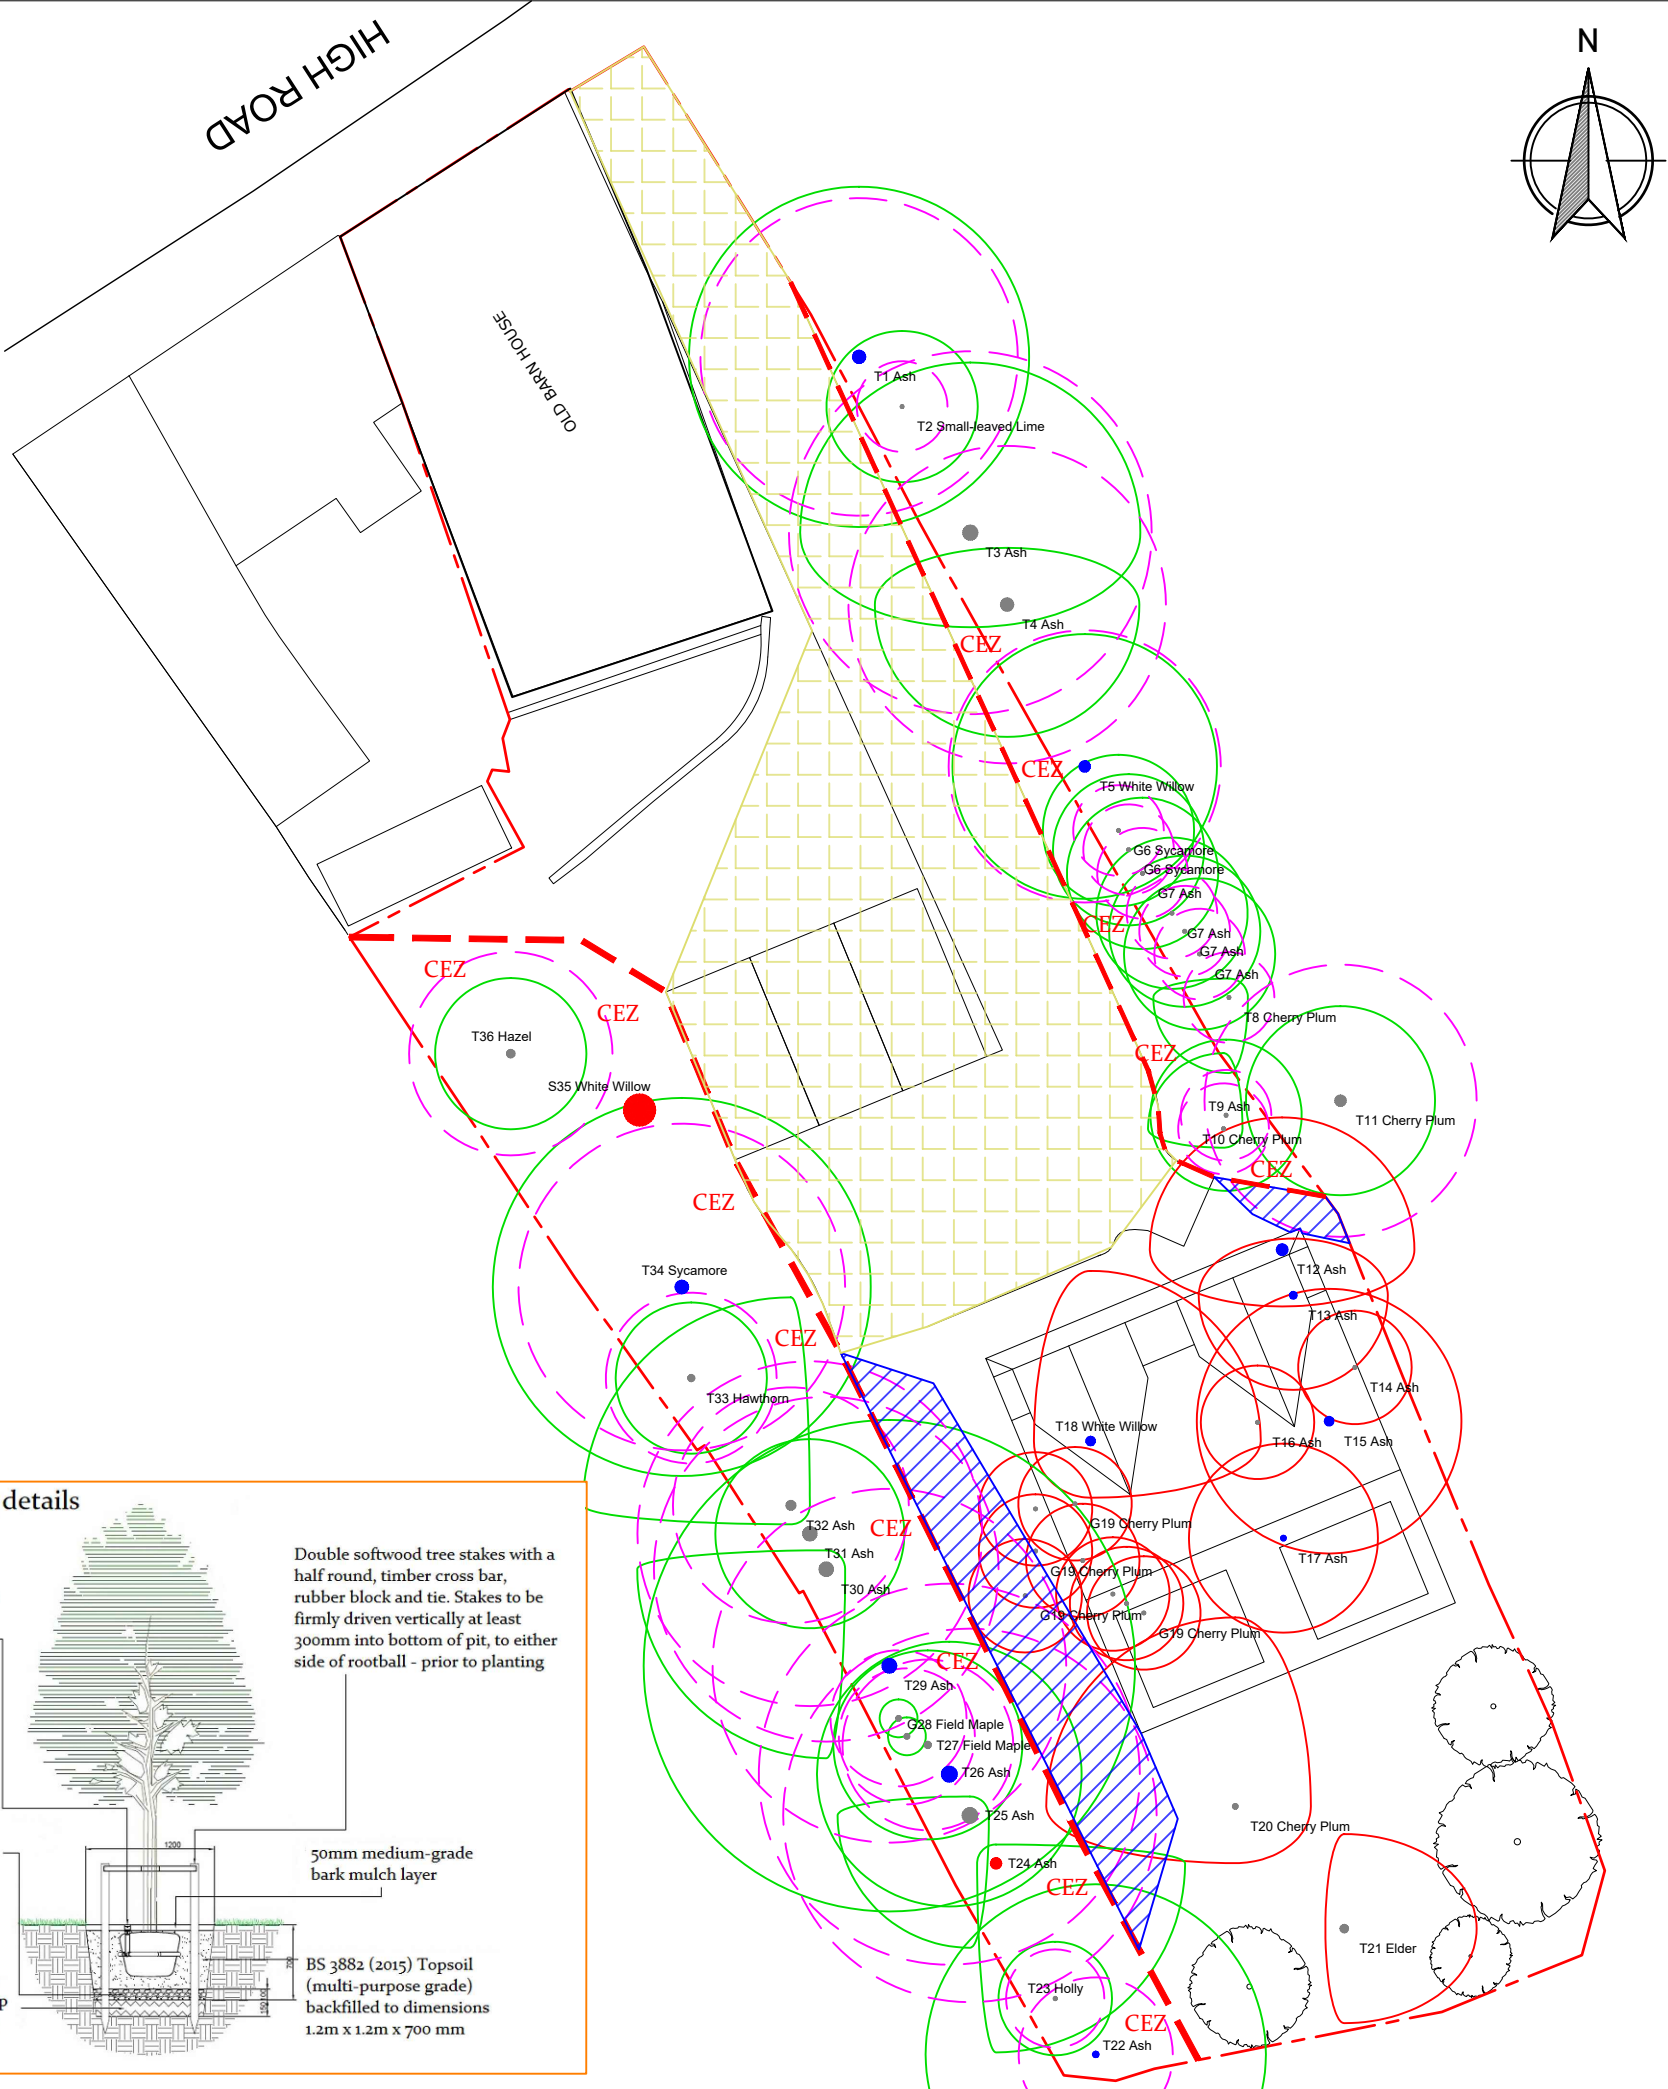 HIGH ROAD
N
OLD BARN HOUSE
T1 Ash
T2 Small-leaved Lime
T3 Ash
T4 Ash
CEZ
CEZ
T5 White Willow
G6 Sycamore
G6 Sycamore
G7 Ash
CEZ
G7 Ash
G7 Ash
G7 Ash
CEZ
CEZ
T8 Cherry Plum
T36 Hazel
CEZ
S35 White Willow
T9 Ash
T11 Cherry Plum
T10 Cherry Plum
CEZ
CEZ
T34 Sycamore
T12 Ash
T13 Ash
CEZ
T14 Ash
T33 Hawthorn
T18 White Willow
T16 Ash
T15 Ash
T32 Ash
CEZ
G19 Cherry Plum
T31 Ash
T17 Ash
G19 Cherry Plum
T30 Ash
G19 Cherry Plum
G19 Cherry Plum
CEZ
T29 Ash
G28 Field Maple
T27 Field Maple
T26 Ash
T25 Ash
T20 Cherry Plum
T24 Ash
CEZ
T21 Elder
T23 Holly
CEZ
T22 Ash
details
Double softwood tree stakes with a
half round, timber cross bar,
rubber block and tie. Stakes to be
firmly driven vertically at least
300mm into bottom of pit, to either
side of rootball - prior to planting
1200
50mm medium-grade
bark mulch layer
700
BS 3882 (2015) Topsoil
(multi-purpose grade)
backfilled to dimensions
1.2m x 1.2m x 700 mm